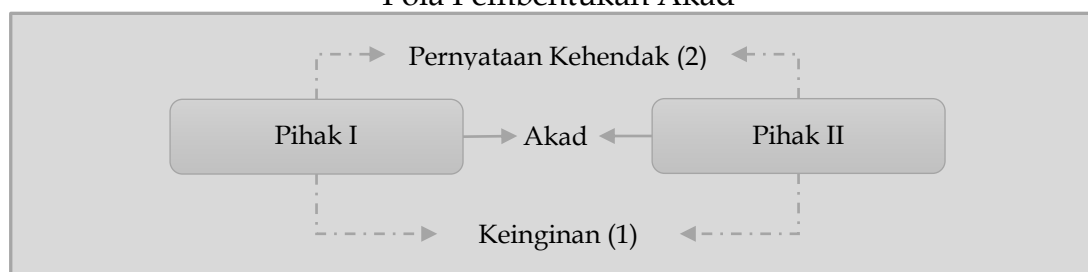 Pola Pembentukan Akad
Pernyataan Kehendak (2)
Pihak I
Akad
Pihak II
Keinginan (1)